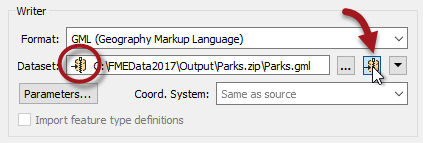 Writer
Format: GML (Geography Markup Language)
Dataset: C:\FMEData2017\Output\Parks.zip\Parks.gml ...
Parameters... Coord. System: Same as source
Import feature type definitions